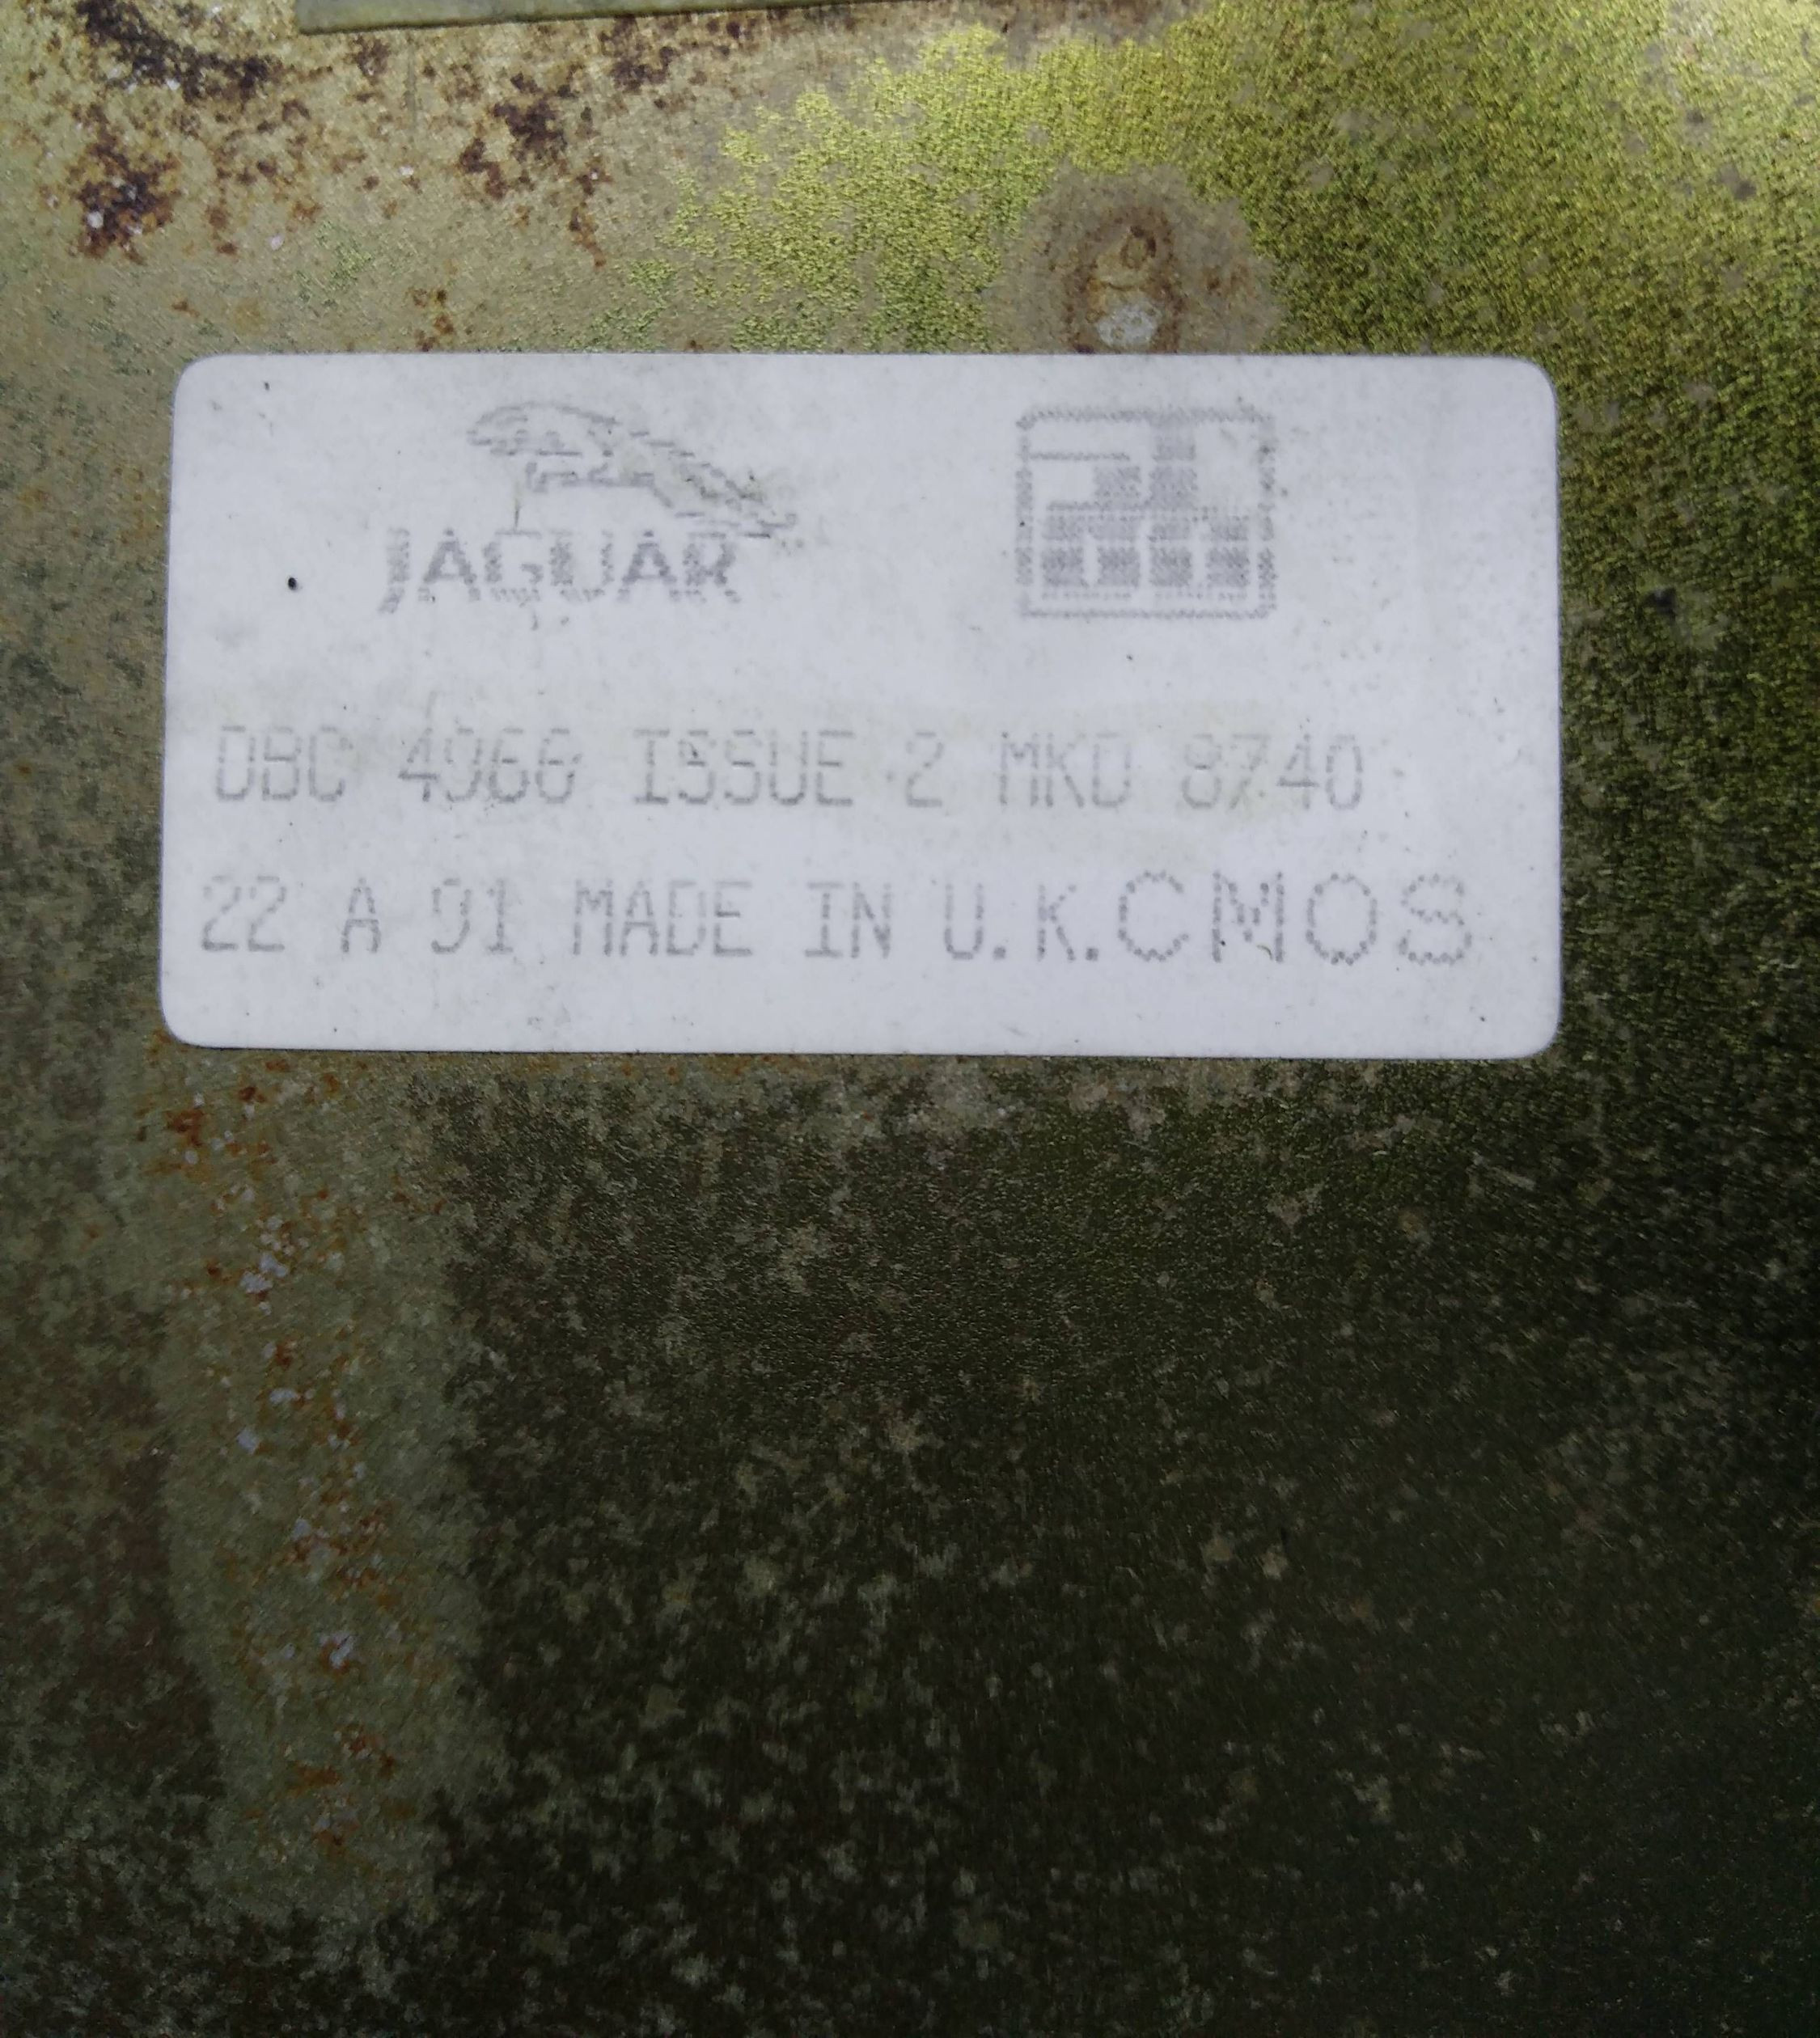 JAGUAR
DBC 4960 ISSUE 2 MKD 8740
22 A 91 MADE IN U.K. CMOS